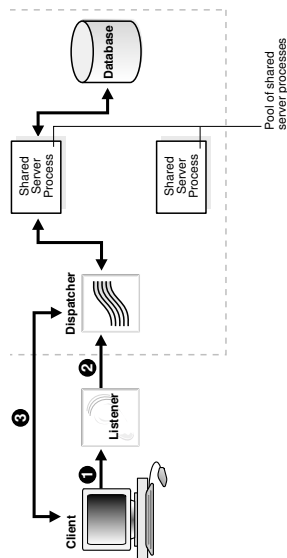 Client
1
Listener
2
3
Dispatcher
Shared
Server
Process
Shared
Server
Process
Database
Pool of shared
server processes